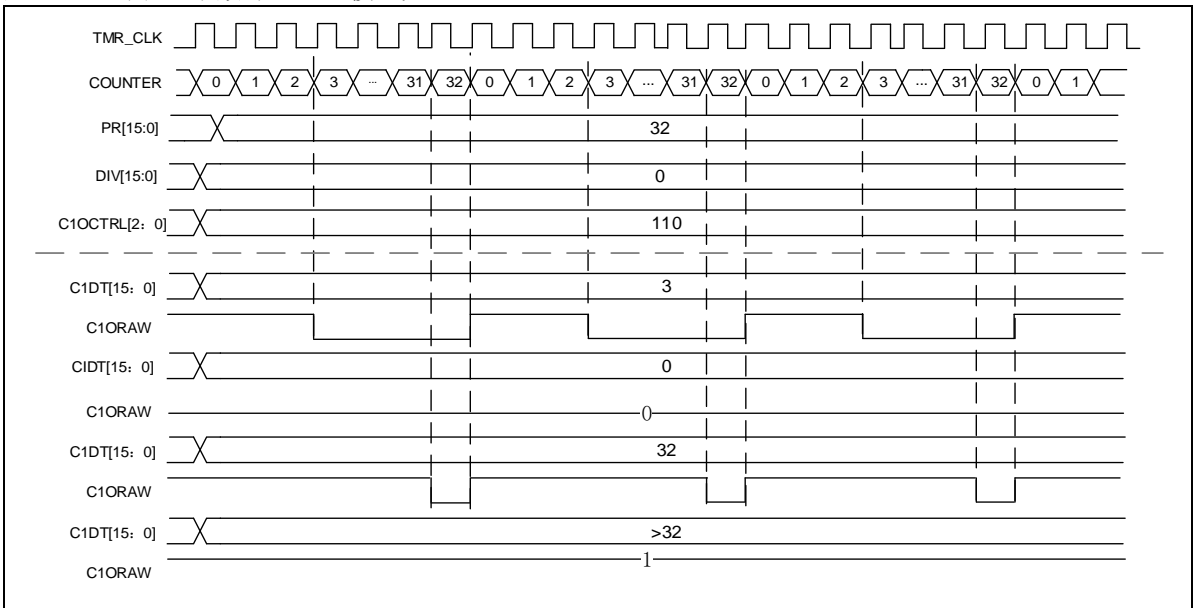 TMR_CLK
COUNTER 0 1 2 3 ... 31 32 0 1 2 3 ... 31 32 0 1 2 3 ... 31 32 0 1
PR[15:0] 32
DIV[15:0] 0
C1OCTRL[2：0] 110
C1DT[15：0] 3
C1ORAW
CIDT[15：0] 0
C1ORAW 0
C1DT[15：0] 32
C1ORAW
C1DT[15：0] >32
C1ORAW 1